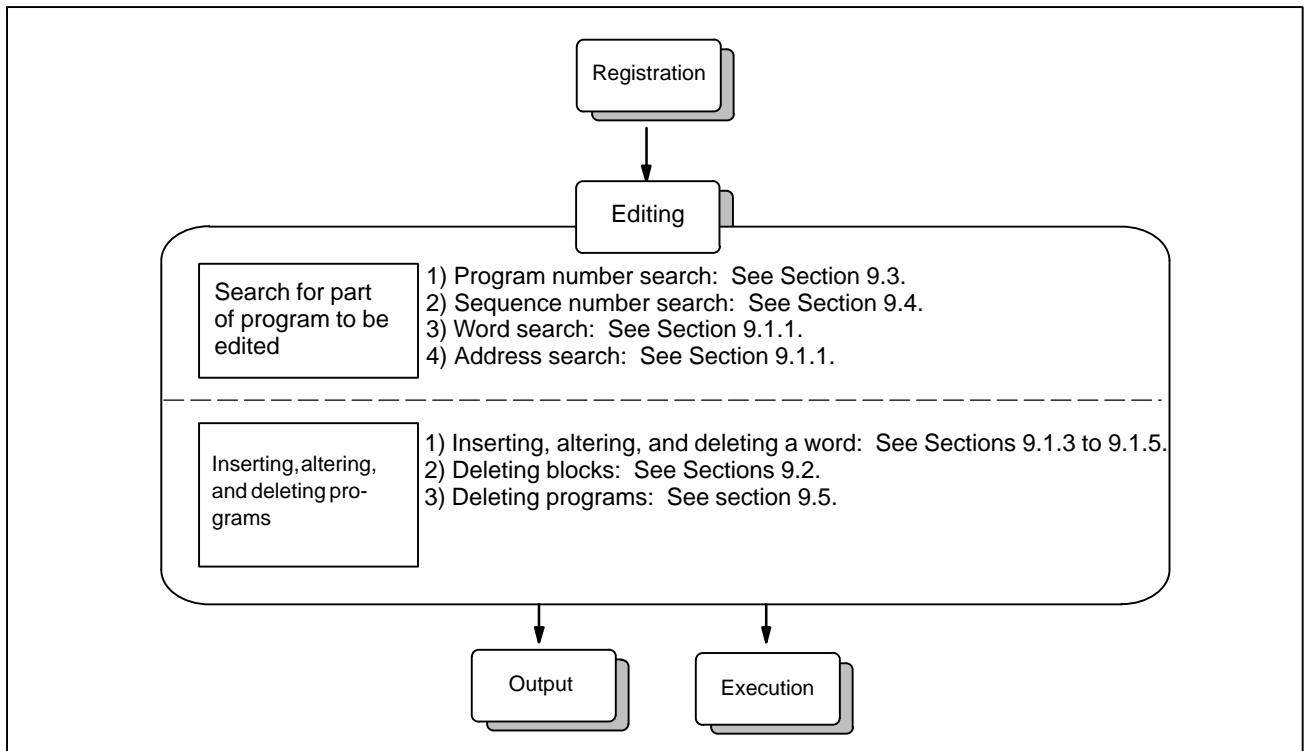 Registration
Editing
Search for part
of program to be
edited
1) Program number search:  See Section 9.3.
2) Sequence number search:  See Section 9.4.
3) Word search:  See Section 9.1.1.
4) Address search:  See Section 9.1.1.
Inserting, altering,
and deleting pro-
grams
1) Inserting, altering, and deleting a word:  See Sections 9.1.3 to 9.1.5.
2) Deleting blocks:  See Sections 9.2.
3) Deleting programs:  See section 9.5.
Output
Execution